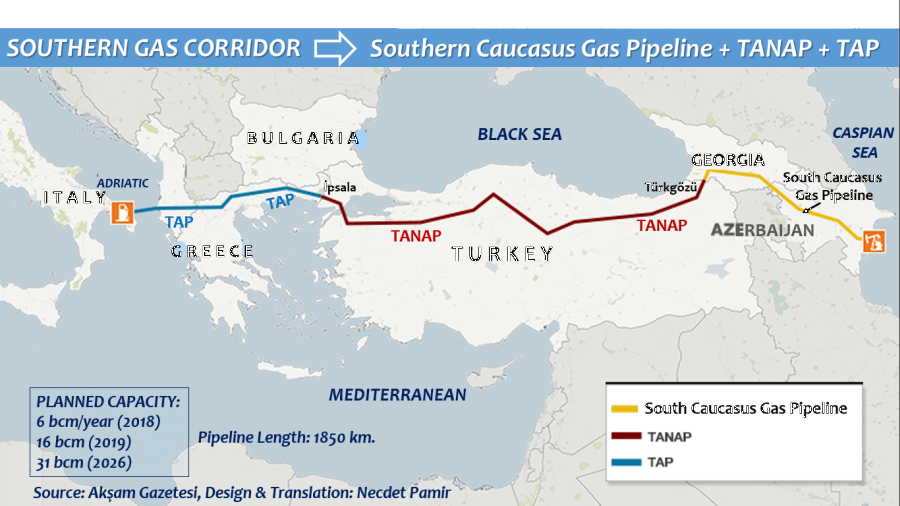 SOUTHERN GAS CORRIDOR Southern Caucasus Gas Pipeline + TANAP + TAP
BLACK SEA
CASPIAN
SEA
BULGARIA
GEORGIA
ADRIATIC
İpsala
Türkgözü
South Caucasus
Gas Pipeline
ITALY
TAP
TAP
TANAP
TANAP
AZERBAIJAN
GREECE
TURKEY
MEDITERRANEAN
PLANNED CAPACITY:
6 bcm/year (2018)
16 bcm (2019)
31 bcm (2026)
Pipeline Length: 1850 km.
South Caucasus Gas Pipeline
TANAP
TAP
Source: Akşam Gazetesi, Design & Translation: Necdet Pamir